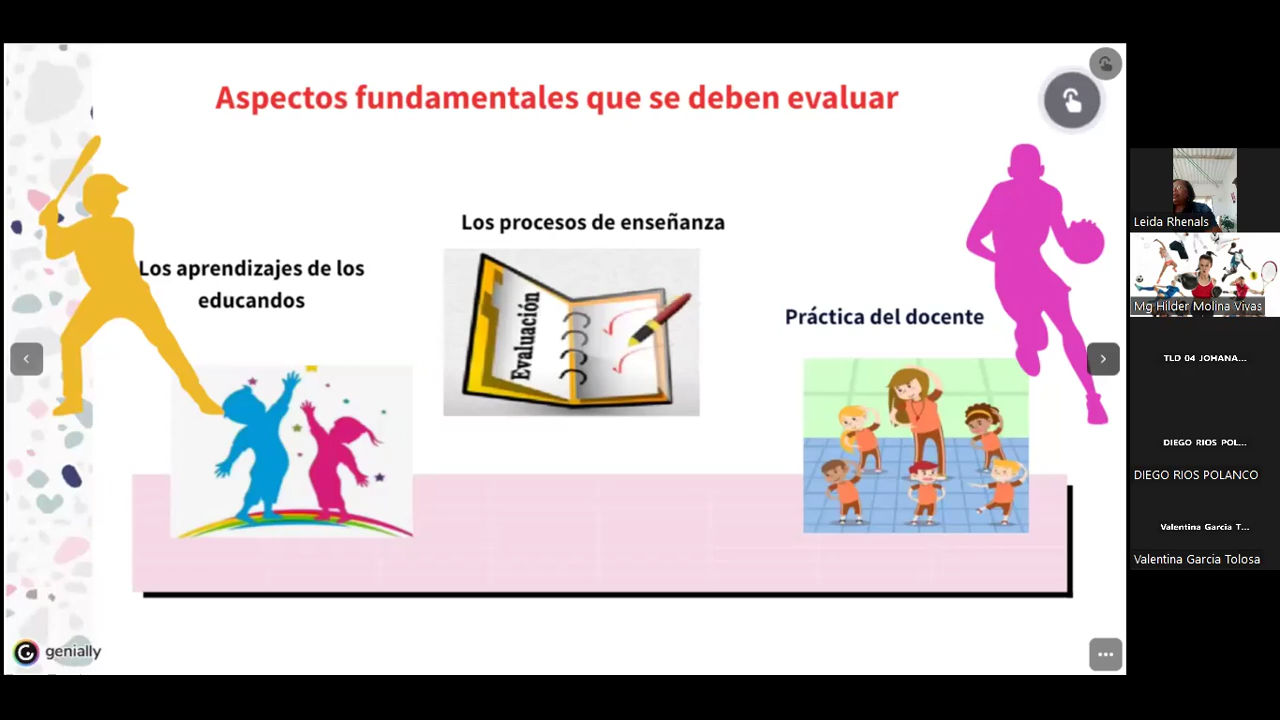 Aspectos fundamentales que se deben evaluar
Los procesos de enseñanza
Los aprendizajes de los
educandos
Práctica del docente
Evaluación
genially
Leida Rhenals
Mg Hilder Molina Vivas
TLD 04 JOHANA...
DIEGO RIOS POL...
DIEGO RIOS POLANCO
Valentina Garcia T...
Valentina Garcia Tolosa